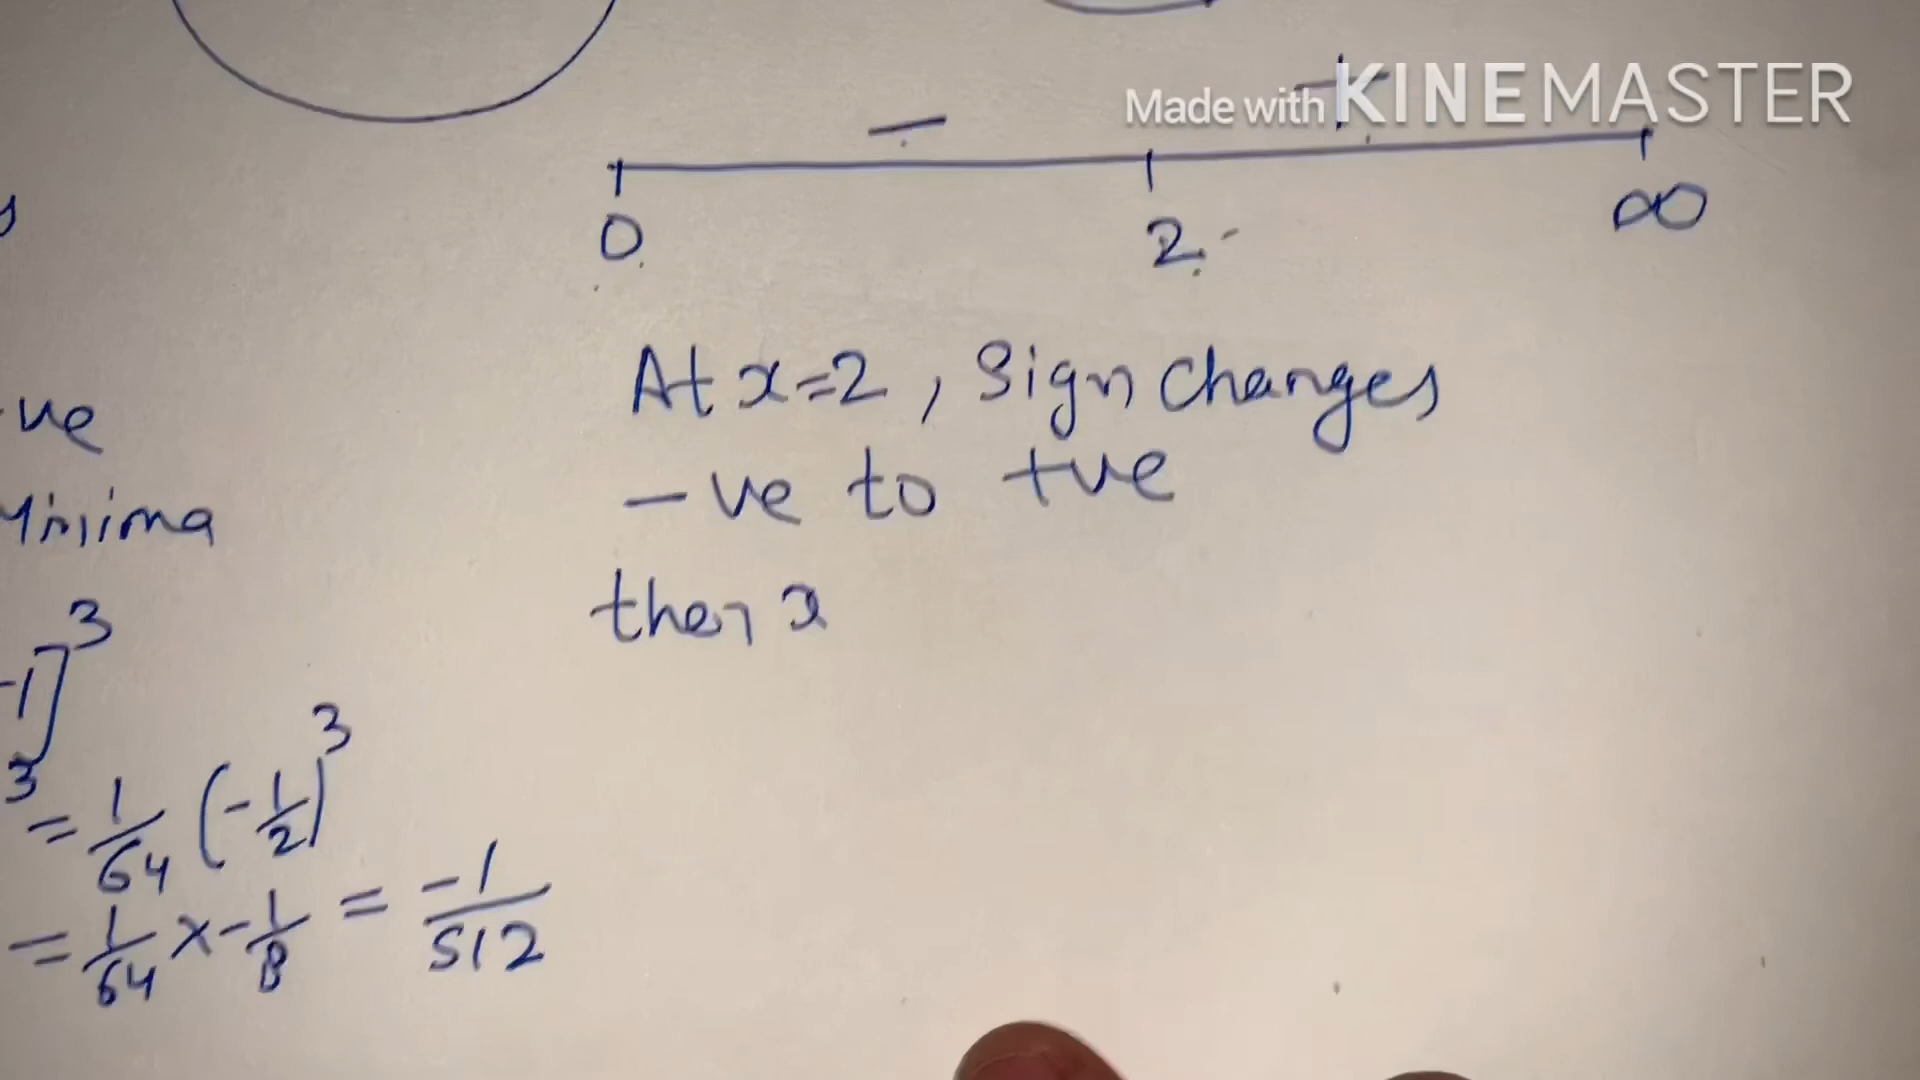 Made with KINEMASTER
- +
0 2 ∞
At x=2, Sign changes
-ve to +ve
then x
-ve
Minima
-1]^3
3 = 1/64 (-1/2)^3
= 1/64 x -1/8 = -1/512